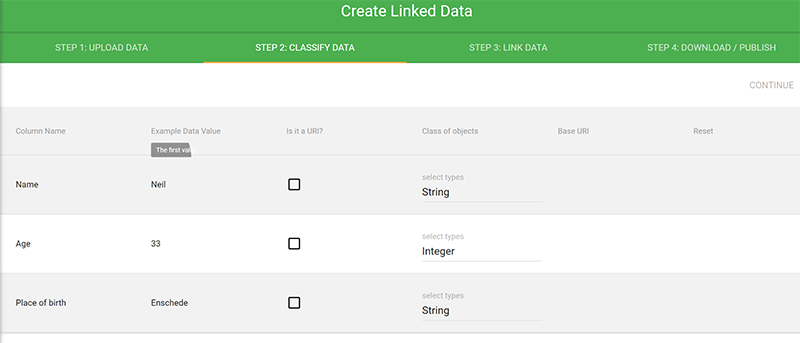 Create Linked Data
STEP 1: UPLOAD DATA STEP 2: CLASSIFY DATA STEP 3: LINK DATA STEP 4: DOWNLOAD / PUBLISH
CONTINUE
Column Name Example Data Value Is it a URI? Class of objects Base URI Reset
The first val
select types
Name Neil String
select types
Age 33 Integer
select types
Place of birth Enschede String